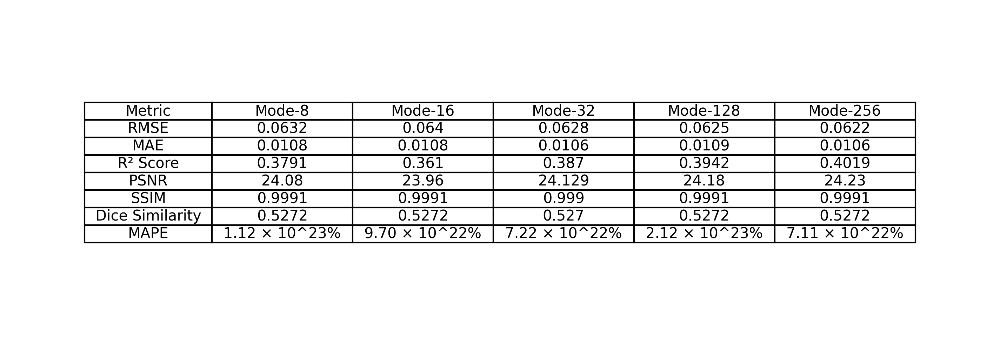 Metric Mode-8 Mode-16 Mode-32 Mode-128 Mode-256
RMSE 0.0632 0.064 0.0628 0.0625 0.0622
MAE 0.0108 0.0108 0.0106 0.0109 0.0106
R² Score 0.3791 0.361 0.387 0.3942 0.4019
PSNR 24.08 23.96 24.129 24.18 24.23
SSIM 0.9991 0.9991 0.999 0.9991 0.9991
Dice Similarity 0.5272 0.5272 0.527 0.5272 0.5272
MAPE 1.12 × 10^23% 9.70 × 10^22% 7.22 × 10^22% 2.12 × 10^23% 7.11 × 10^22%